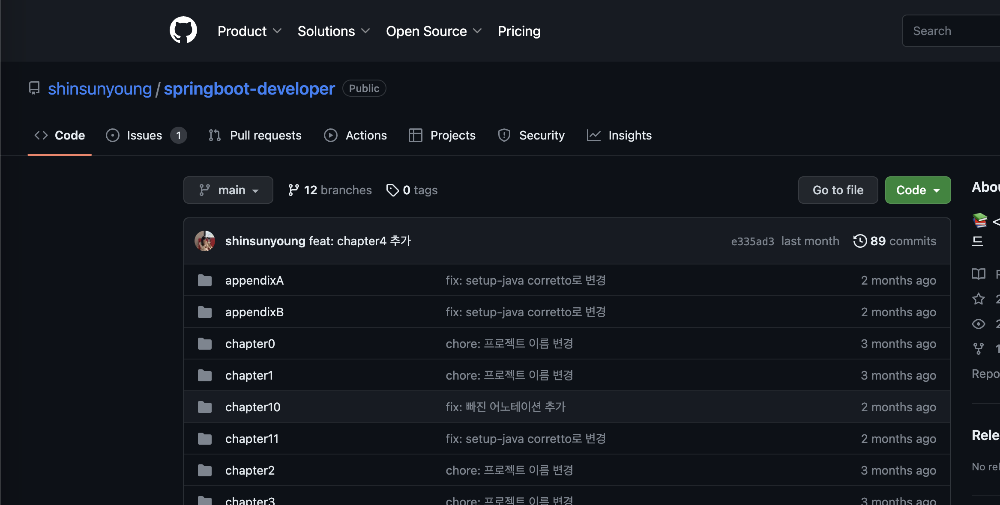 Product Solutions Open Source Pricing Search
shinsunyoung / springboot-developer Public
Code Issues 1 Pull requests Actions Projects Security Insights
main 12 branches 0 tags Go to file Code
shinsunyoung feat: chapter4 추가 e335ad3 last month 89 commits
드
appendixA fix: setup-java corretto로 변경 2 months ago
appendixB fix: setup-java corretto로 변경 2 months ago
chapter0 chore: 프로젝트 이름 변경 3 months ago
chapter1 chore: 프로젝트 이름 변경 3 months ago
chapter10 fix: 빠진 어노테이션 추가 2 months ago
chapter11 fix: setup-java corretto로 변경 2 months ago
No
chapter2 chore: 프로젝트 이름 변경 3 months ago
chapter3 chore: 프로젝트 이름 변경 3 months ago